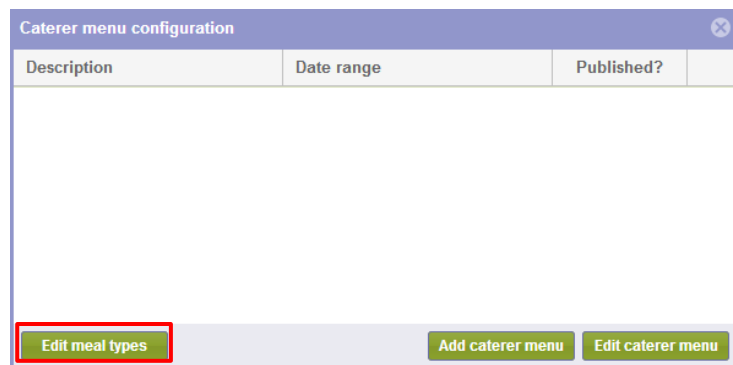 Caterer menu configuration
Description Date range Published?
Edit meal types Add caterer menu Edit caterer menu